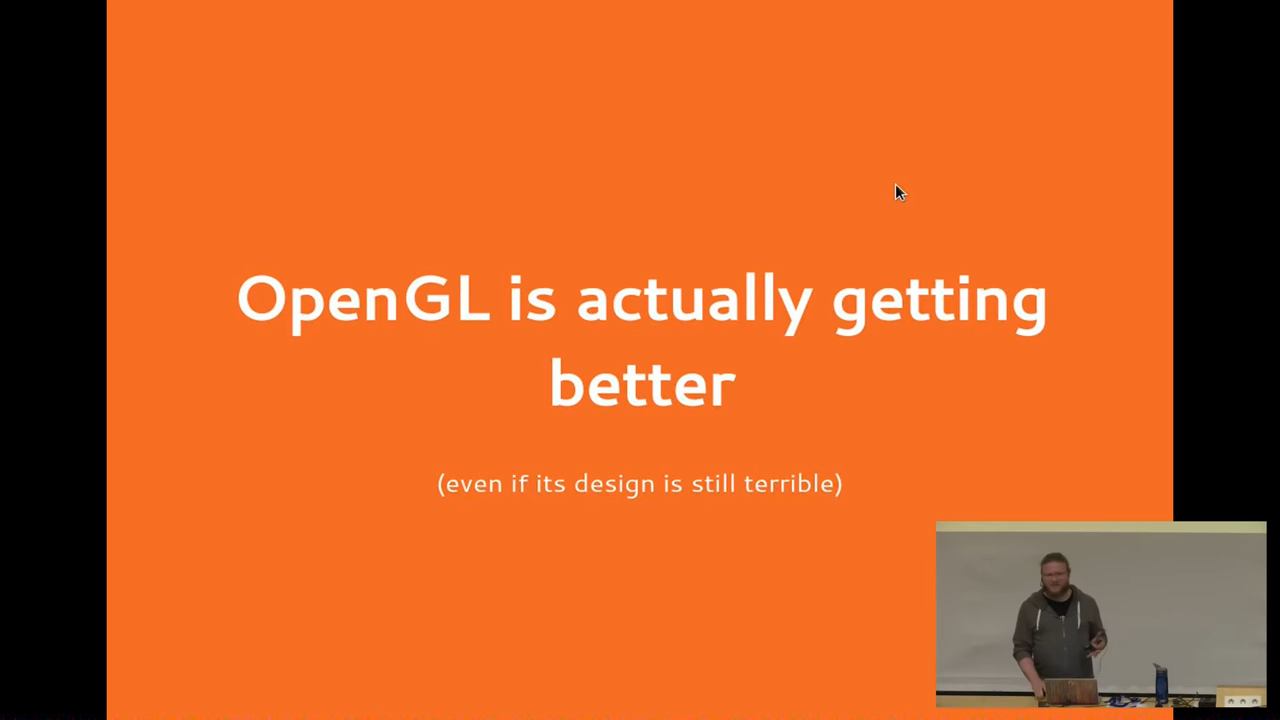 OpenGL is actually getting
better
(even if its design is still terrible)